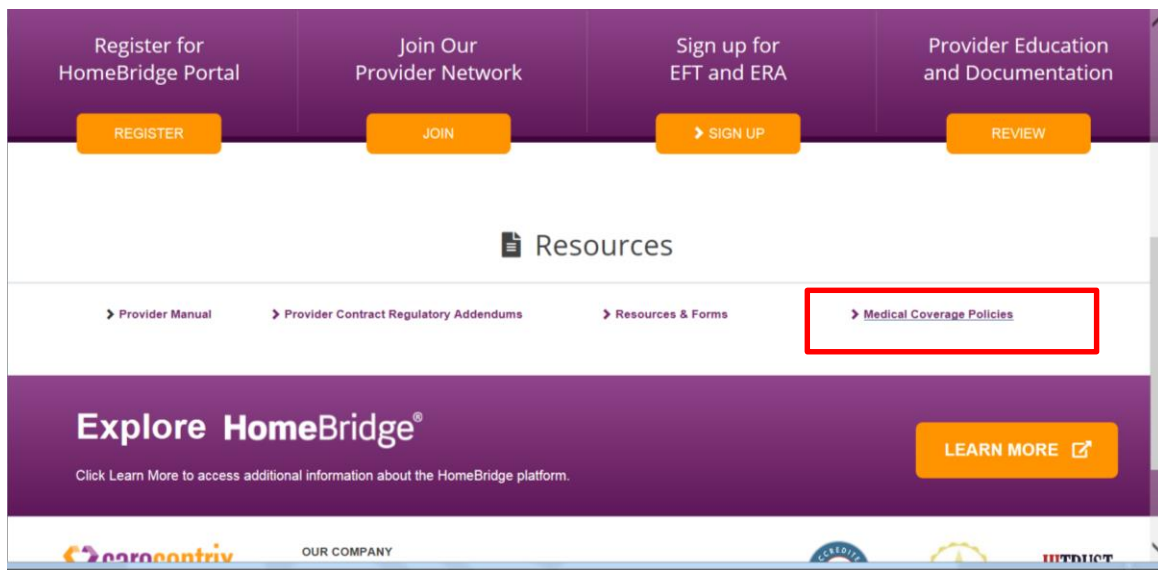 Register for
HomeBridge Portal
Join Our
Provider Network
Sign up for
EFT and ERA
Provider Education
and Documentation
REGISTER
JOIN
SIGN UP
REVIEW
Resources
Provider Manual
Provider Contract Regulatory Addendums
Resources & Forms
Medical Coverage Policies
Explore HomeBridge®
Click Learn More to access additional information about the HomeBridge platform.
LEARN MORE
carecentrix
OUR COMPANY
HITRUST